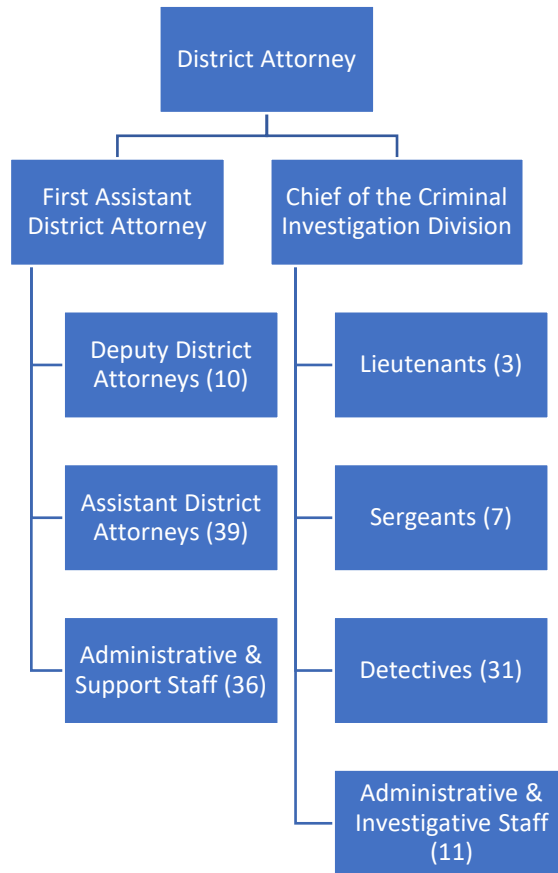 District Attorney
First Assistant
District Attorney
Chief of the Criminal
Investigation Division
Deputy District
Attorneys (10)
Lieutenants (3)
Assistant District
Attorneys (39)
Sergeants (7)
Administrative &
Support Staff (36)
Detectives (31)
Administrative &
Investigative Staff
(11)